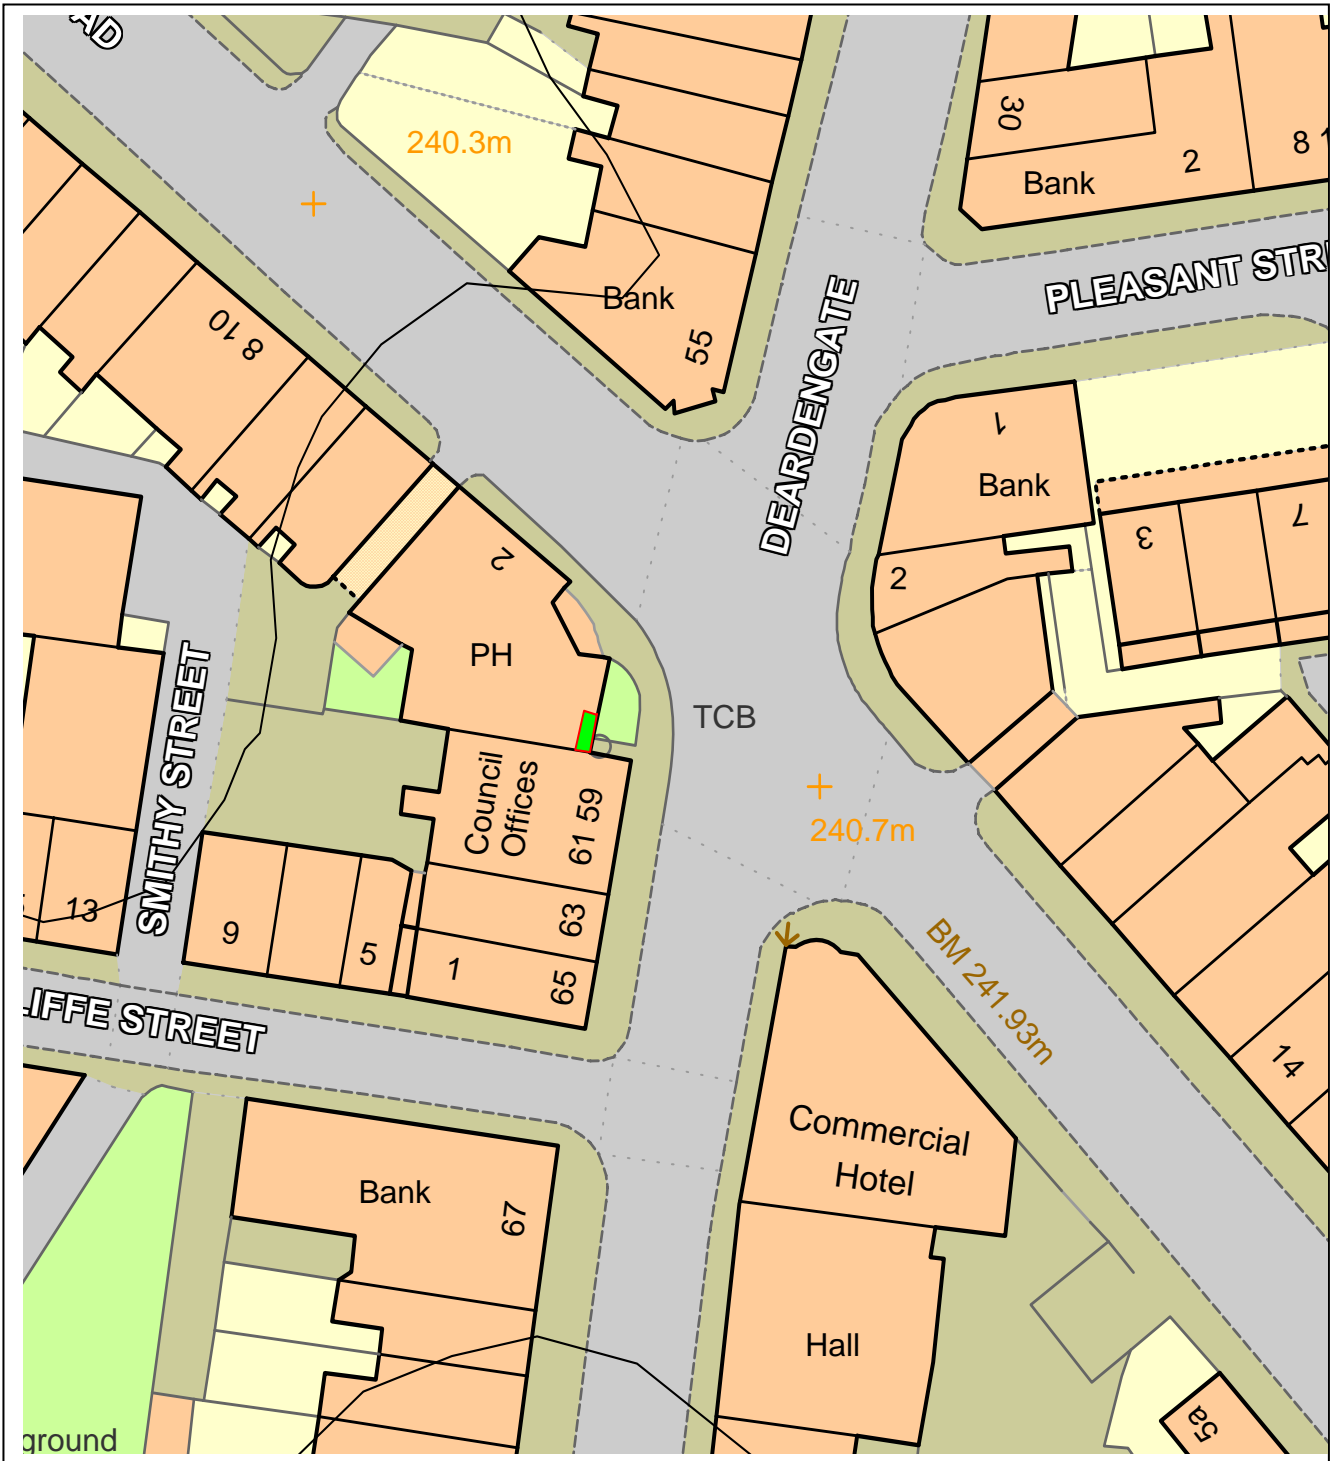 AD
240.3m
30
Bank
2
8 1
Bank
55
DEARDENGATE
PLEASANT STR
8 10
1
Bank
2
3
7
2
PH
TCB
240.7m
SMITHY STREET
Council
Offices
61 59
63
65
1
5
9
13
LIFFE STREET
BM 241.93m
14
Commercial
Hotel
Bank
67
Hall
5a
ground